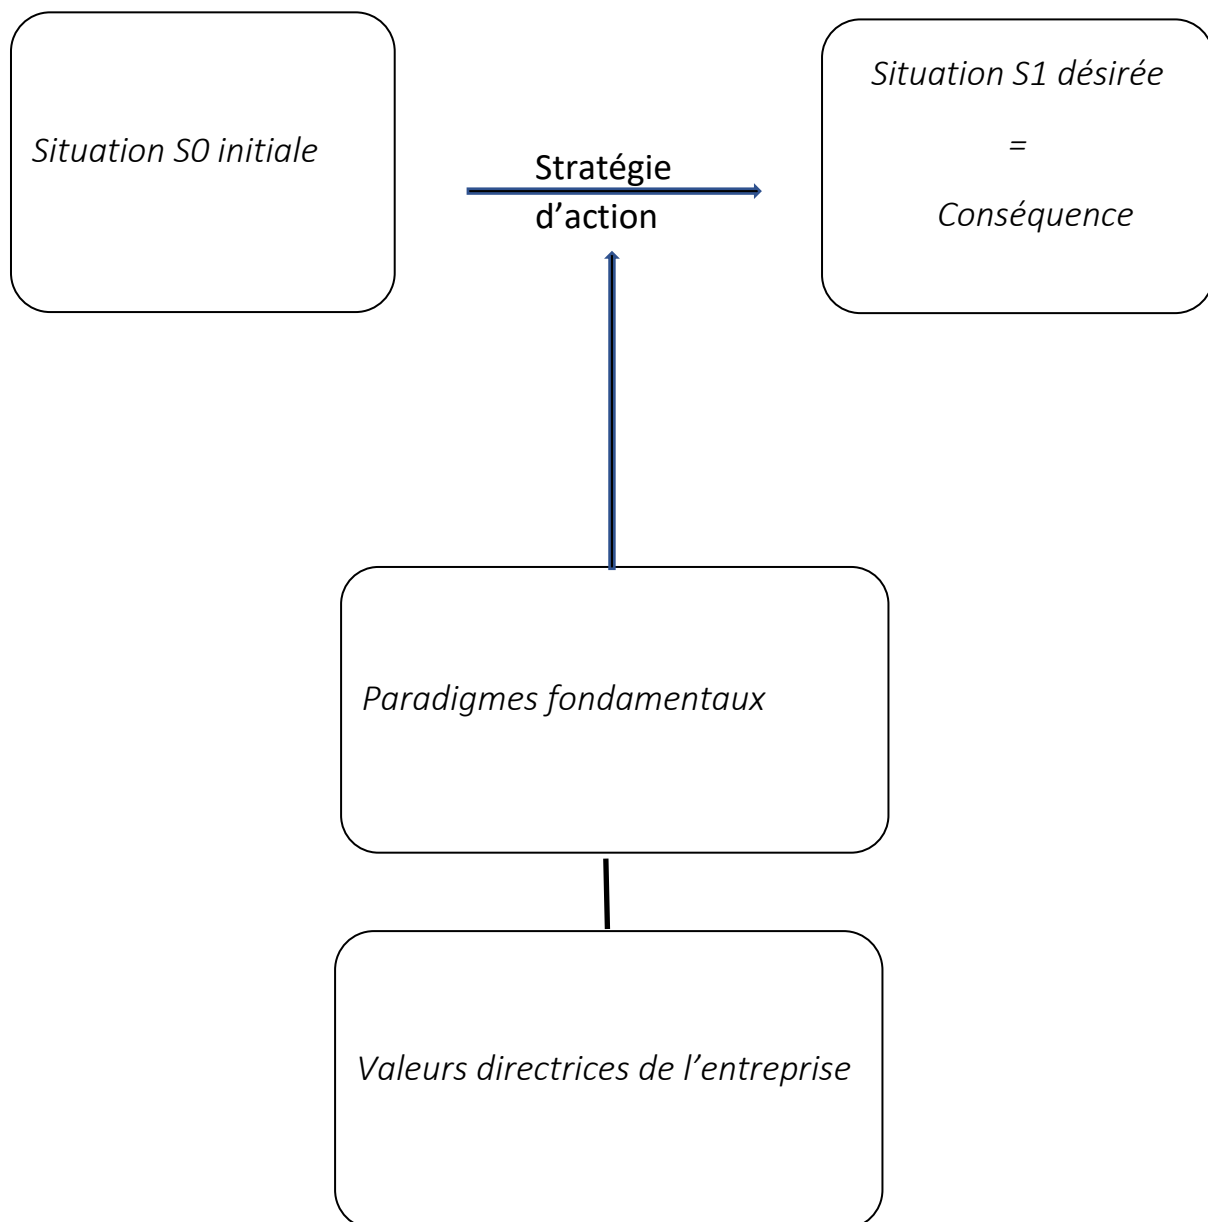 Situation S0 initiale
Stratégie
d’action
Situation S1 désirée
=
Conséquence
Paradigmes fondamentaux
Valeurs directrices de l’entreprise